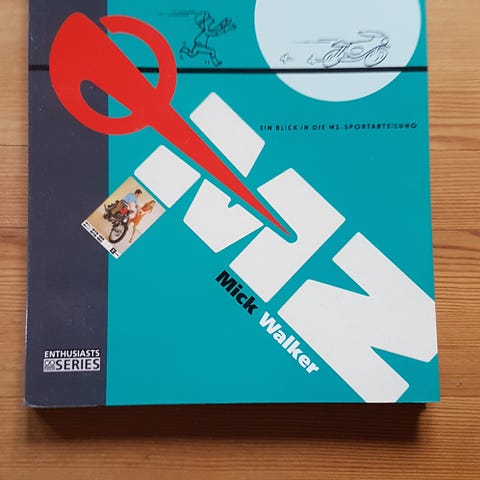 EIN BLICK IN DIE MZ-SPORTABTEILUNG
MZ
Mick Walker
ENTHUSIASTS
SERIES